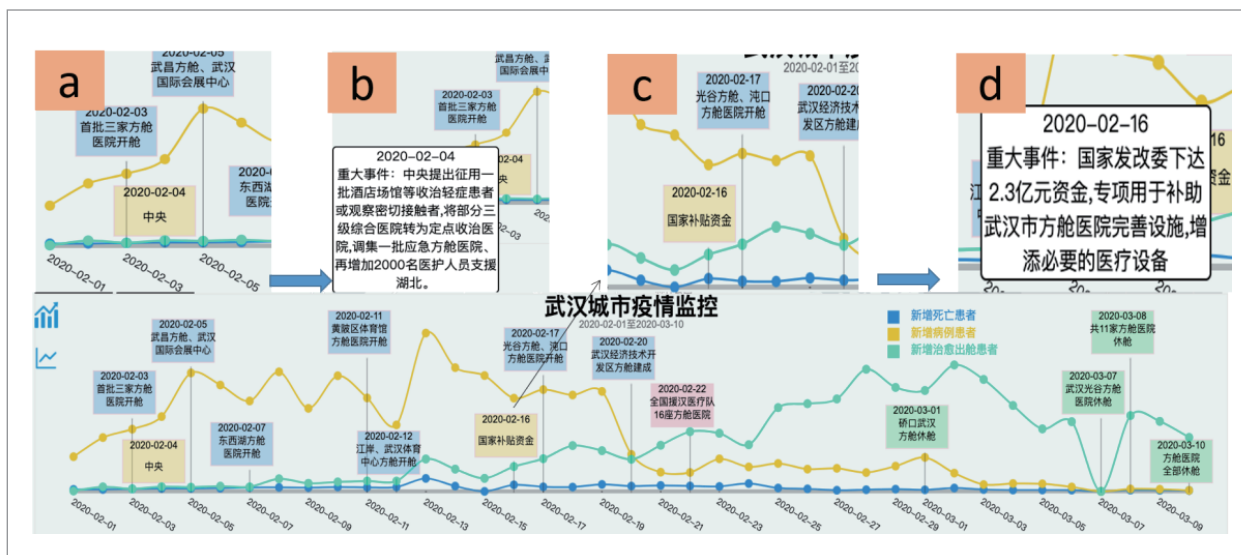 a
2020-02-05
武昌方舱、武汉
国际会展中心
2020-02-03
首批三家方舱
医院开舱
2020-02-04
中央
东西湖
医院
2020-02-01
2020-02-03
2020-02-05
b
武昌方舱、武
国际会展中
2020-02-03
首批三家方舱
医院开舱
2020-02-04
重大事件：中央提出征用一
批酒店场馆等收治轻症患者
或观察密切接触者,将部分三
级综合医院转为定点收治医
院,调集一批应急方舱医院、
再增加2000名医护人员支援
湖北。
c
2020-02-01至2020
2020-02-17
光谷方舱、沌口
方舱医院开舱
2020-02-20
武汉经济技术
发区方舱建成
2020-02-16
国家补贴资金
d
2020-02-16
重大事件：国家发改委下达
2.3亿元资金,专项用于补助
武汉市方舱医院完善设施,增
添必要的医疗设备
武汉城市疫情监控
2020-02-01至2020-03-10
新增死亡患者
新增病例患者
新增治愈出舱患者
2020-02-03
首批三家方舱
医院开舱
2020-02-04
中央
2020-02-05
武昌方舱、武汉
国际会展中心
2020-02-07
东西湖方舱
医院开舱
2020-02-11
黄陂区体育馆
方舱医院开舱
2020-02-12
江岸、武汉体育
中心方舱开舱
2020-02-16
国家补贴资金
2020-02-17
光谷方舱、沌口
方舱医院开舱
2020-02-20
武汉经济技术开
发区方舱建成
2020-02-22
全国援汉医疗队
16座方舱医院
2020-03-01
硚口武汉
方舱休舱
2020-03-07
武汉光谷方舱
医院休舱
2020-03-08
共11家方舱医院
休舱
2020-03-10
方舱医院
全部休舱
2020-02-01
2020-02-03
2020-02-05
2020-02-07
2020-02-09
2020-02-11
2020-02-13
2020-02-15
2020-02-17
2020-02-19
2020-02-21
2020-02-23
2020-02-25
2020-02-27
2020-02-29
2020-03-01
2020-03-03
2020-03-05
2020-03-07
2020-03-09